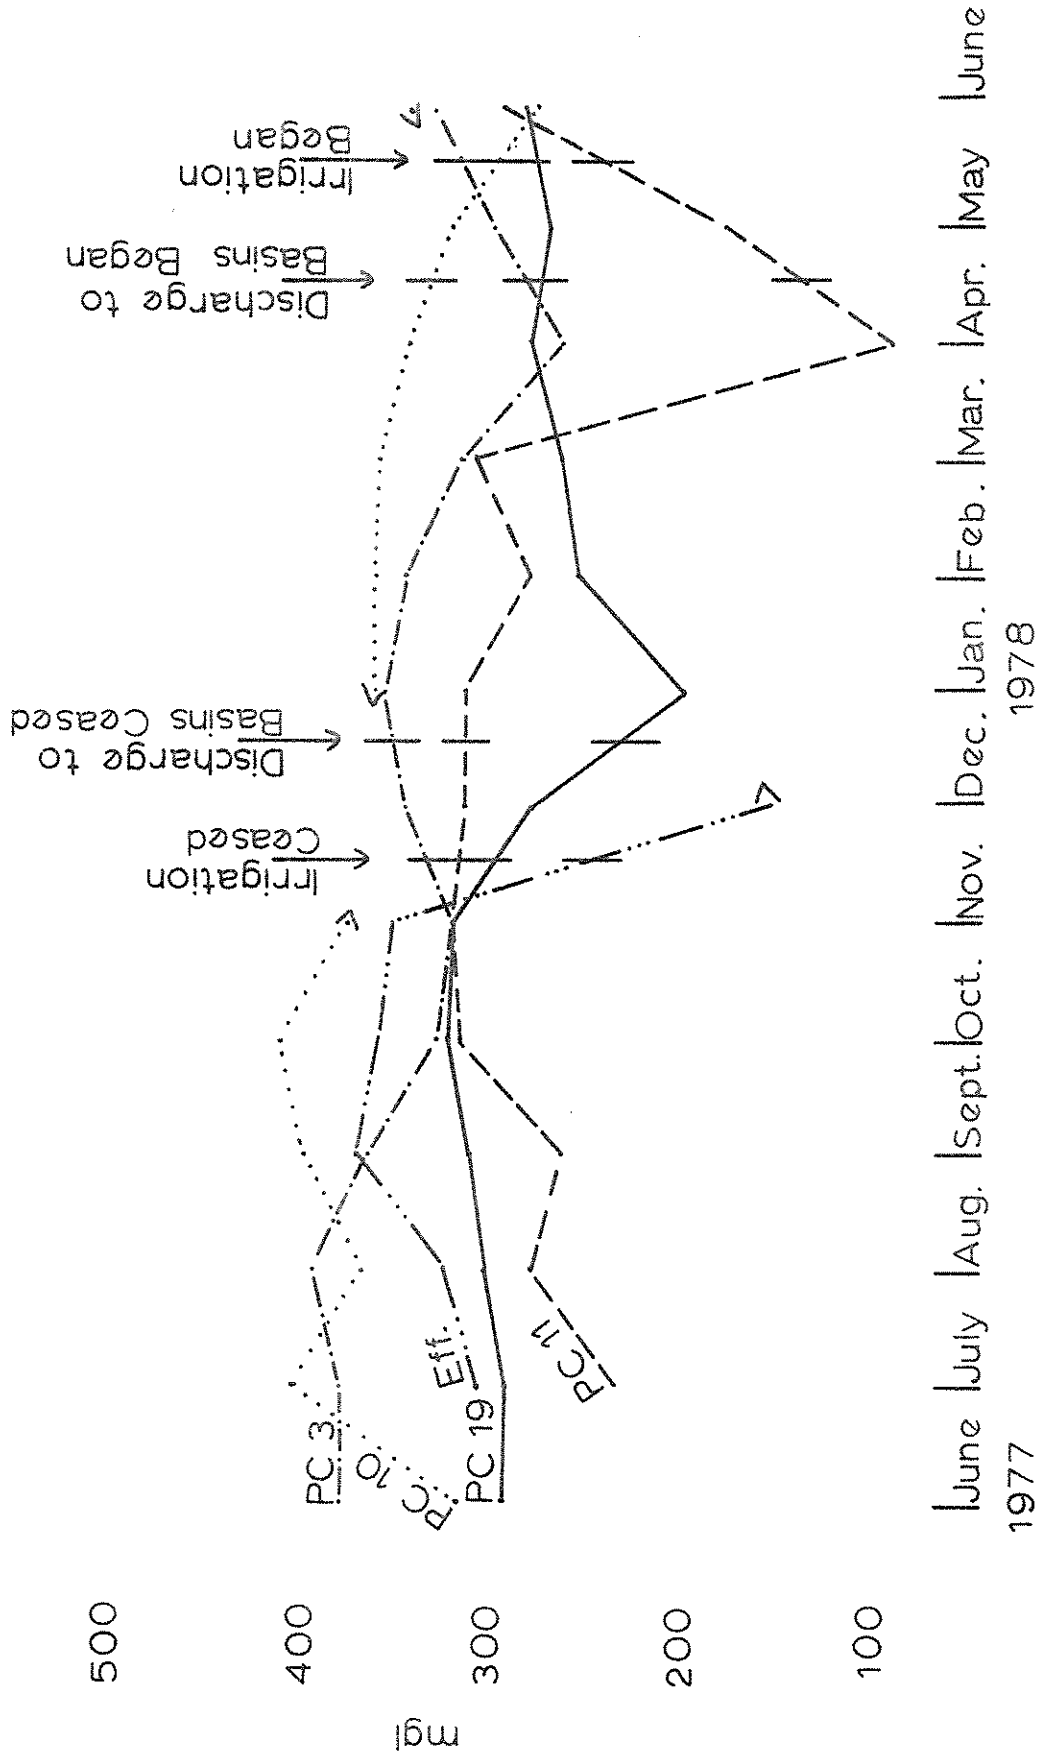 mgl
500
400
300
200
100
PC 3
PC 10
Eff.
PC 19
PC 11
Irrigation
Ceased
Discharge to
Basins Ceased
Discharge to
Basins Began
Irrigation
Began
June July Aug. Sept. Oct. Nov. Dec. Jan. Feb. Mar. Apr. May June
1977 1978